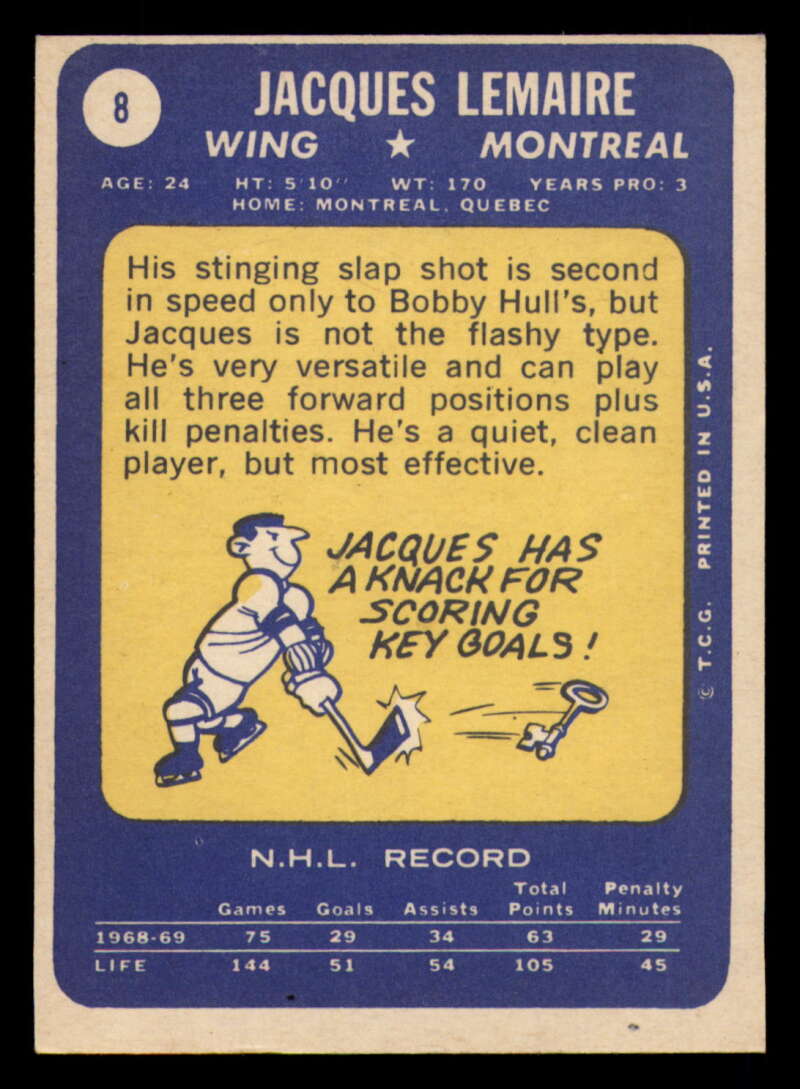 8
JACQUES LEMAIRE
WING ★ MONTREAL
AGE: 24 HT: 5'10'' WT: 170 YEARS PRO: 3
HOME: MONTREAL, QUEBEC
His stinging slap shot is second
in speed only to Bobby Hull's, but
Jacques is not the flashy type.
He's very versatile and can play
all three forward positions plus
kill penalties. He's a quiet, clean
player, but most effective.
JACQUES HAS
A KNACK FOR
SCORING
KEY GOALS!
© T.C.G. PRINTED IN U.S.A.
N.H.L. RECORD
Total Penalty
Games Goals Assists Points Minutes
1968-69 75 29 34 63 29
LIFE 144 51 54 105 45